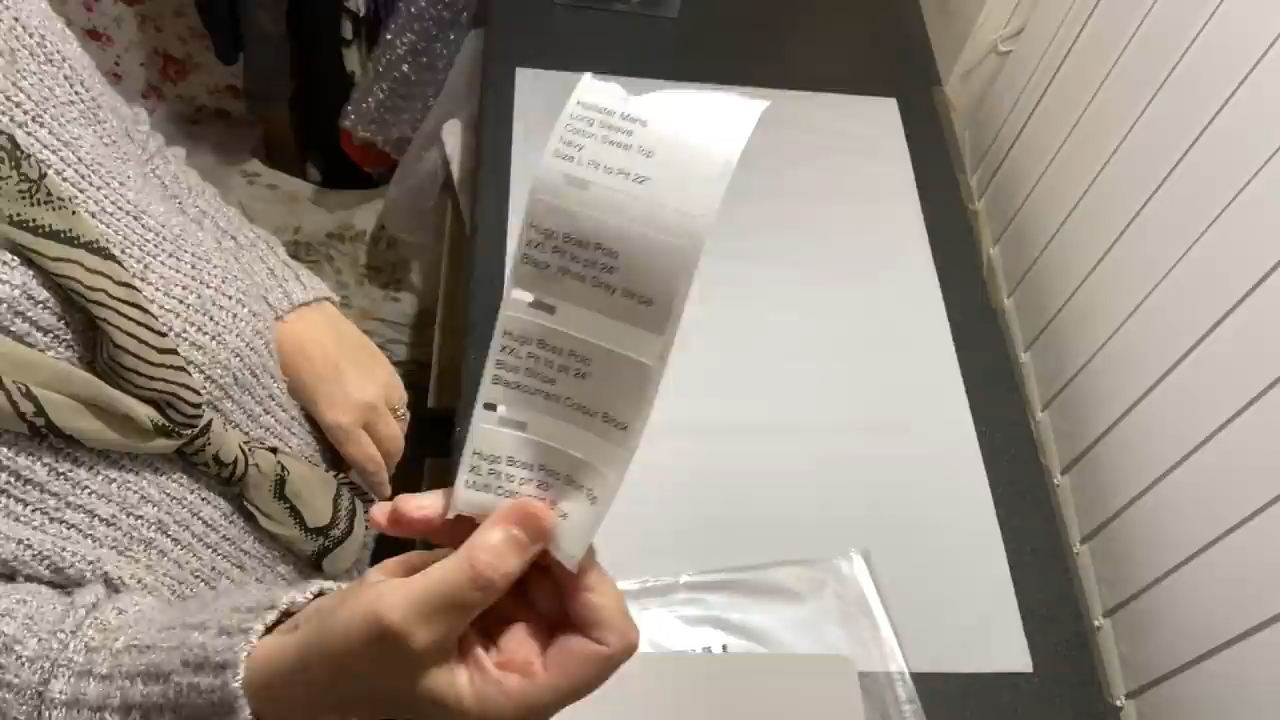 Hollister Mens
Long Sleeve
Cotton Sweat Top
Navy
Size L Pit to Pit 22"
Hugo Boss Polo
XXL Pit to pit 24"
Black White Grey Stripe
Hugo Boss Polo
XXL Pit to pit 24"
Blue Stripe
Blackcurrant Colour Block
Hugo Boss Polo
XL Pit to pit 23"
Multi